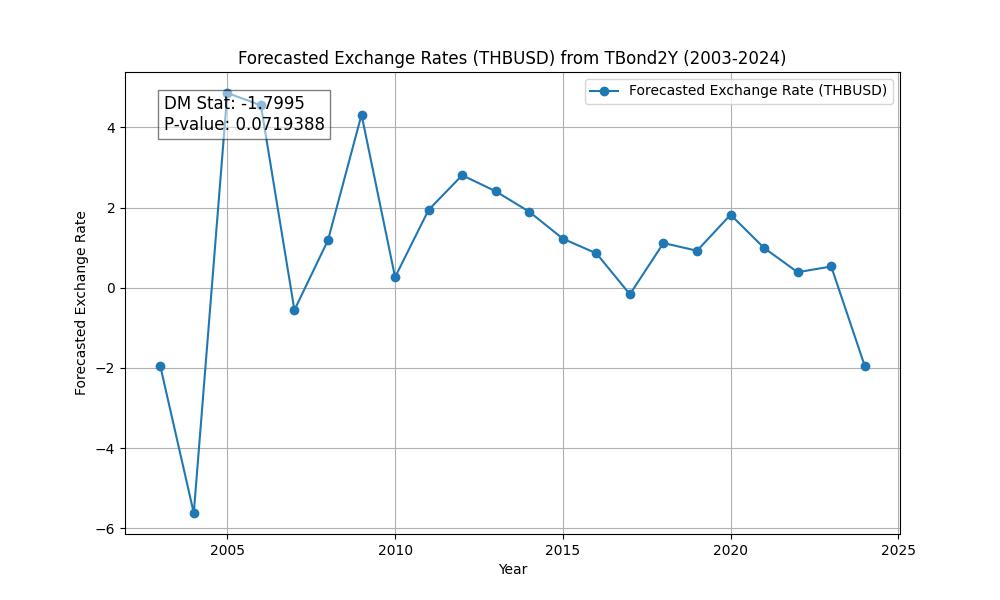 Forecasted Exchange Rates (THBUSD) from TBond2Y (2003-2024)
DM Stat: -1.7995
P-value: 0.0719388
Forecasted Exchange Rate (THBUSD)
Forecasted Exchange Rate
4
2
0
−2
−4
−6
2005 2010 2015 2020 2025
Year